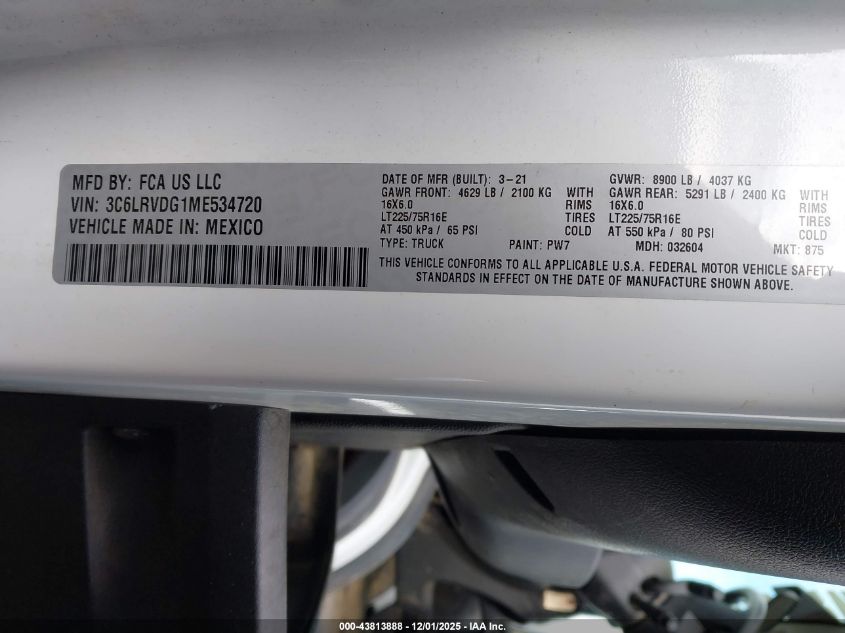 MFD BY: FCA US LLC
VIN: 3C6LRVDG1ME534720
VEHICLE MADE IN: MEXICO
DATE OF MFR (BUILT): 3-21
GAWR FRONT: 4629 LB / 2100 KG WITH
16X6.0 RIMS
LT225/75R16E TIRES
AT 450 kPa / 65 PSI COLD
TYPE: TRUCK PAINT: PW7
GVWR: 8900 LB / 4037 KG
GAWR REAR: 5291 LB / 2400 KG WITH
16X6.0 RIMS
LT225/75R16E TIRES
AT 550 kPa / 80 PSI COLD
MDH: 032604 MKT: 875
THIS VEHICLE CONFORMS TO ALL APPLICABLE U.S.A. FEDERAL MOTOR VEHICLE SAFETY
STANDARDS IN EFFECT ON THE DATE OF MANUFACTURE SHOWN ABOVE.
000-43813888 - 12/01/2025 - IAA Inc.